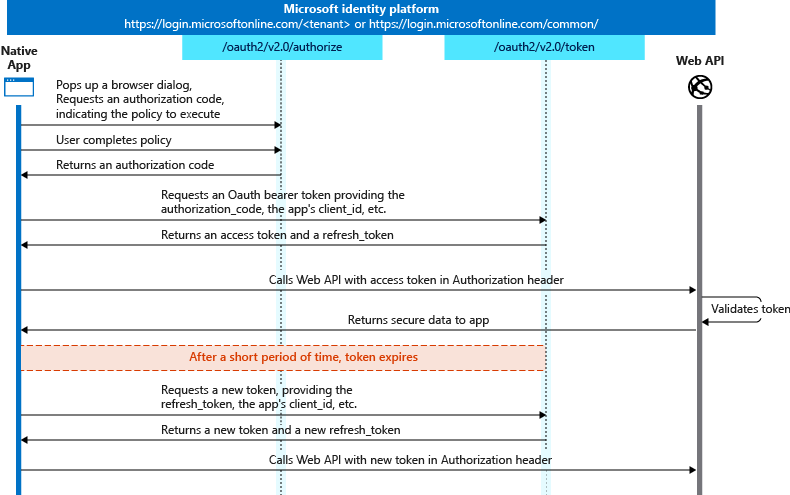 Microsoft identity platform
https://login.microsoftonline.com/<tenant> or https://login.microsoftonline.com/common/
/oauth2/v2.0/authorize
/oauth2/v2.0/token
Native
App
Web API
Pops up a browser dialog,
Requests an authorization code,
indicating the policy to execute
User completes policy
Returns an authorization code
Requests an Oauth bearer token providing the
authorization_code, the app's client_id, etc.
Returns an access token and a refresh_token
Calls Web API with access token in Authorization header
Validates token
Returns secure data to app
After a short period of time, token expires
Requests a new token, providing the
refresh_token, the app's client_id, etc.
Returns a new token and a new refresh_token
Calls Web API with new token in Authorization header